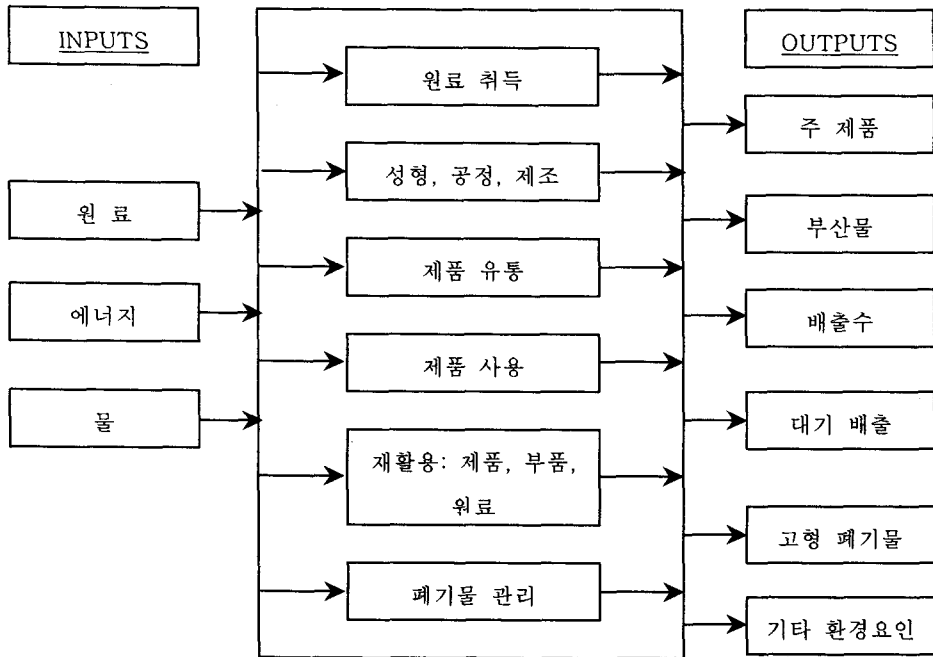 INPUTS
원 료
에너지
물
원료 취득
성형, 공정, 제조
제품 유통
제품 사용
재활용: 제품, 부품,
원료
폐기물 관리
OUTPUTS
주 제품
부산물
배출수
대기 배출
고형 폐기물
기타 환경요인